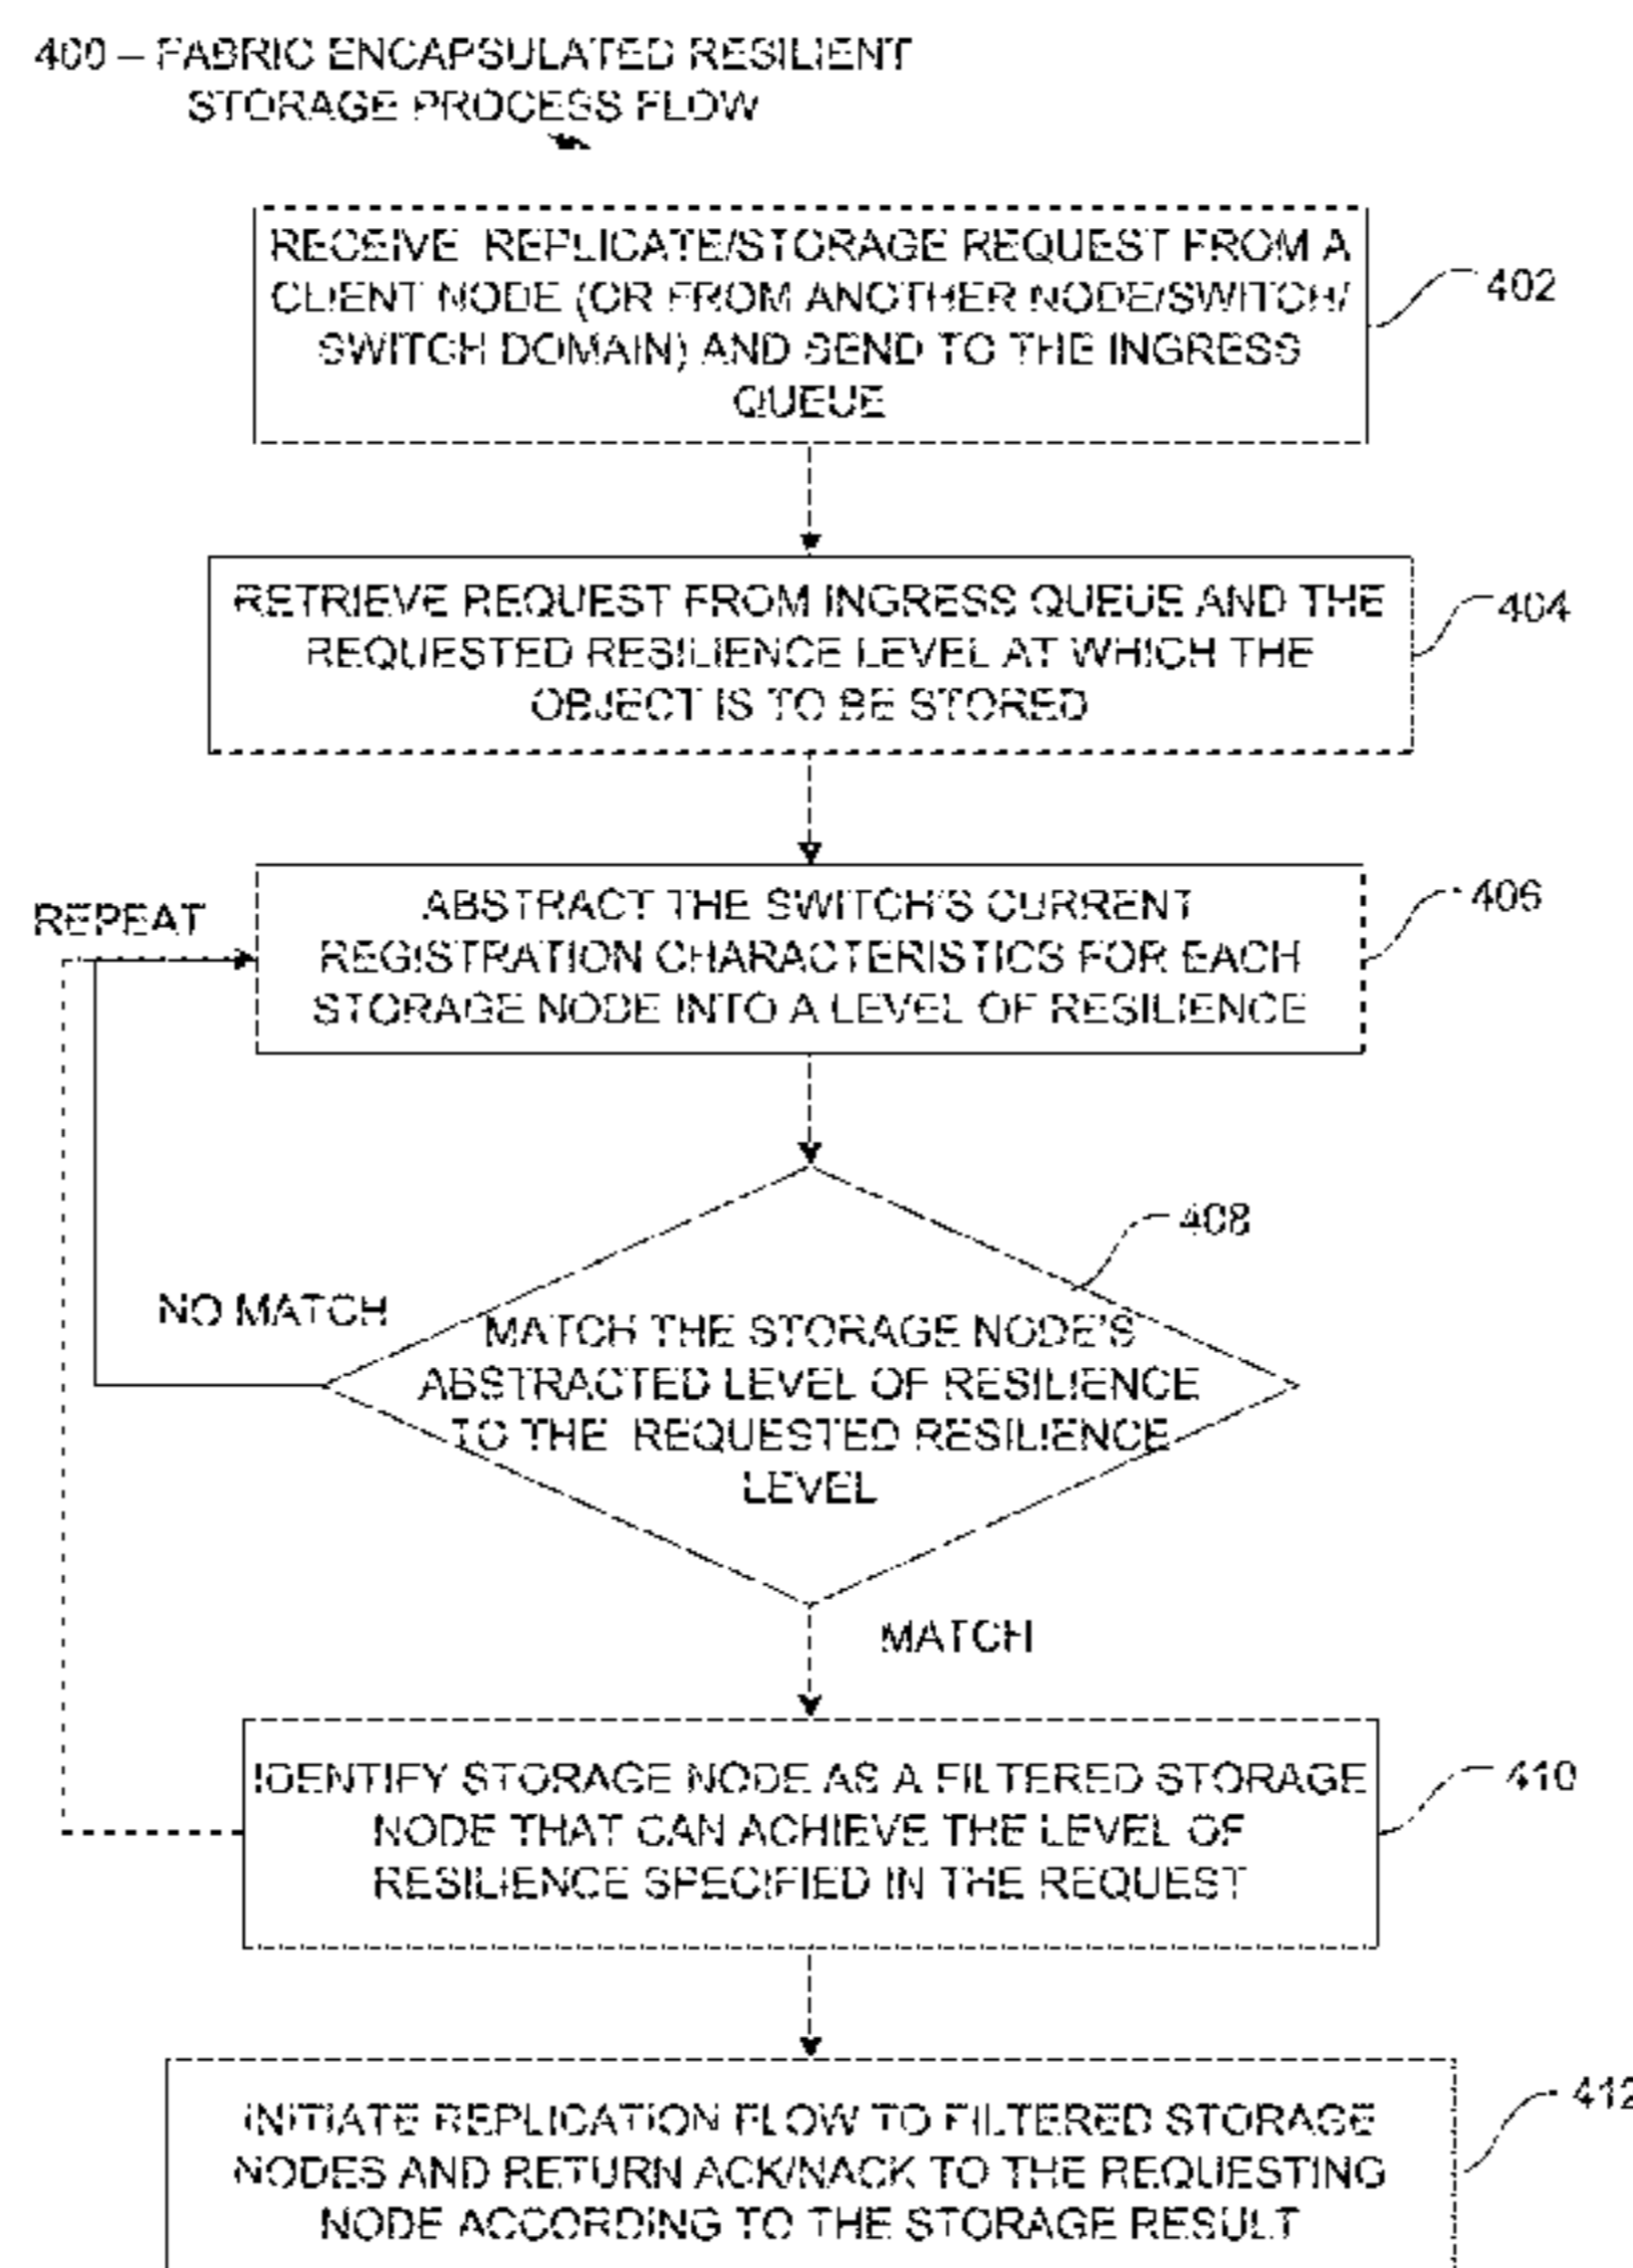 400 – FABRIC ENCAPSULATED RESILIENT
STORAGE PROCESS FLOW
RECEIVE REPLICATE/STORAGE REQUEST FROM A
CLIENT NODE (OR FROM ANOTHER NODE/SWITCH/
SWITCH DOMAIN) AND SEND TO THE INGRESS
QUEUE
402
RETRIEVE REQUEST FROM INGRESS QUEUE AND THE
REQUESTED RESILIENCE LEVEL AT WHICH THE
OBJECT IS TO BE STORED
404
REPEAT
ABSTRACT THE SWITCH'S CURRENT
REGISTRATION CHARACTERISTICS FOR EACH
STORAGE NODE INTO A LEVEL OF RESILIENCE
406
408
NO MATCH
MATCH THE STORAGE NODE'S
ABSTRACTED LEVEL OF RESILIENCE
TO THE REQUESTED RESILIENCE
LEVEL
MATCH
IDENTIFY STORAGE NODE AS A FILTERED STORAGE
NODE THAT CAN ACHIEVE THE LEVEL OF
RESILIENCE SPECIFIED IN THE REQUEST
410
INITIATE REPLICATION FLOW TO FILTERED STORAGE
NODES AND RETURN ACK/NACK TO THE REQUESTING
NODE ACCORDING TO THE STORAGE RESULT
412